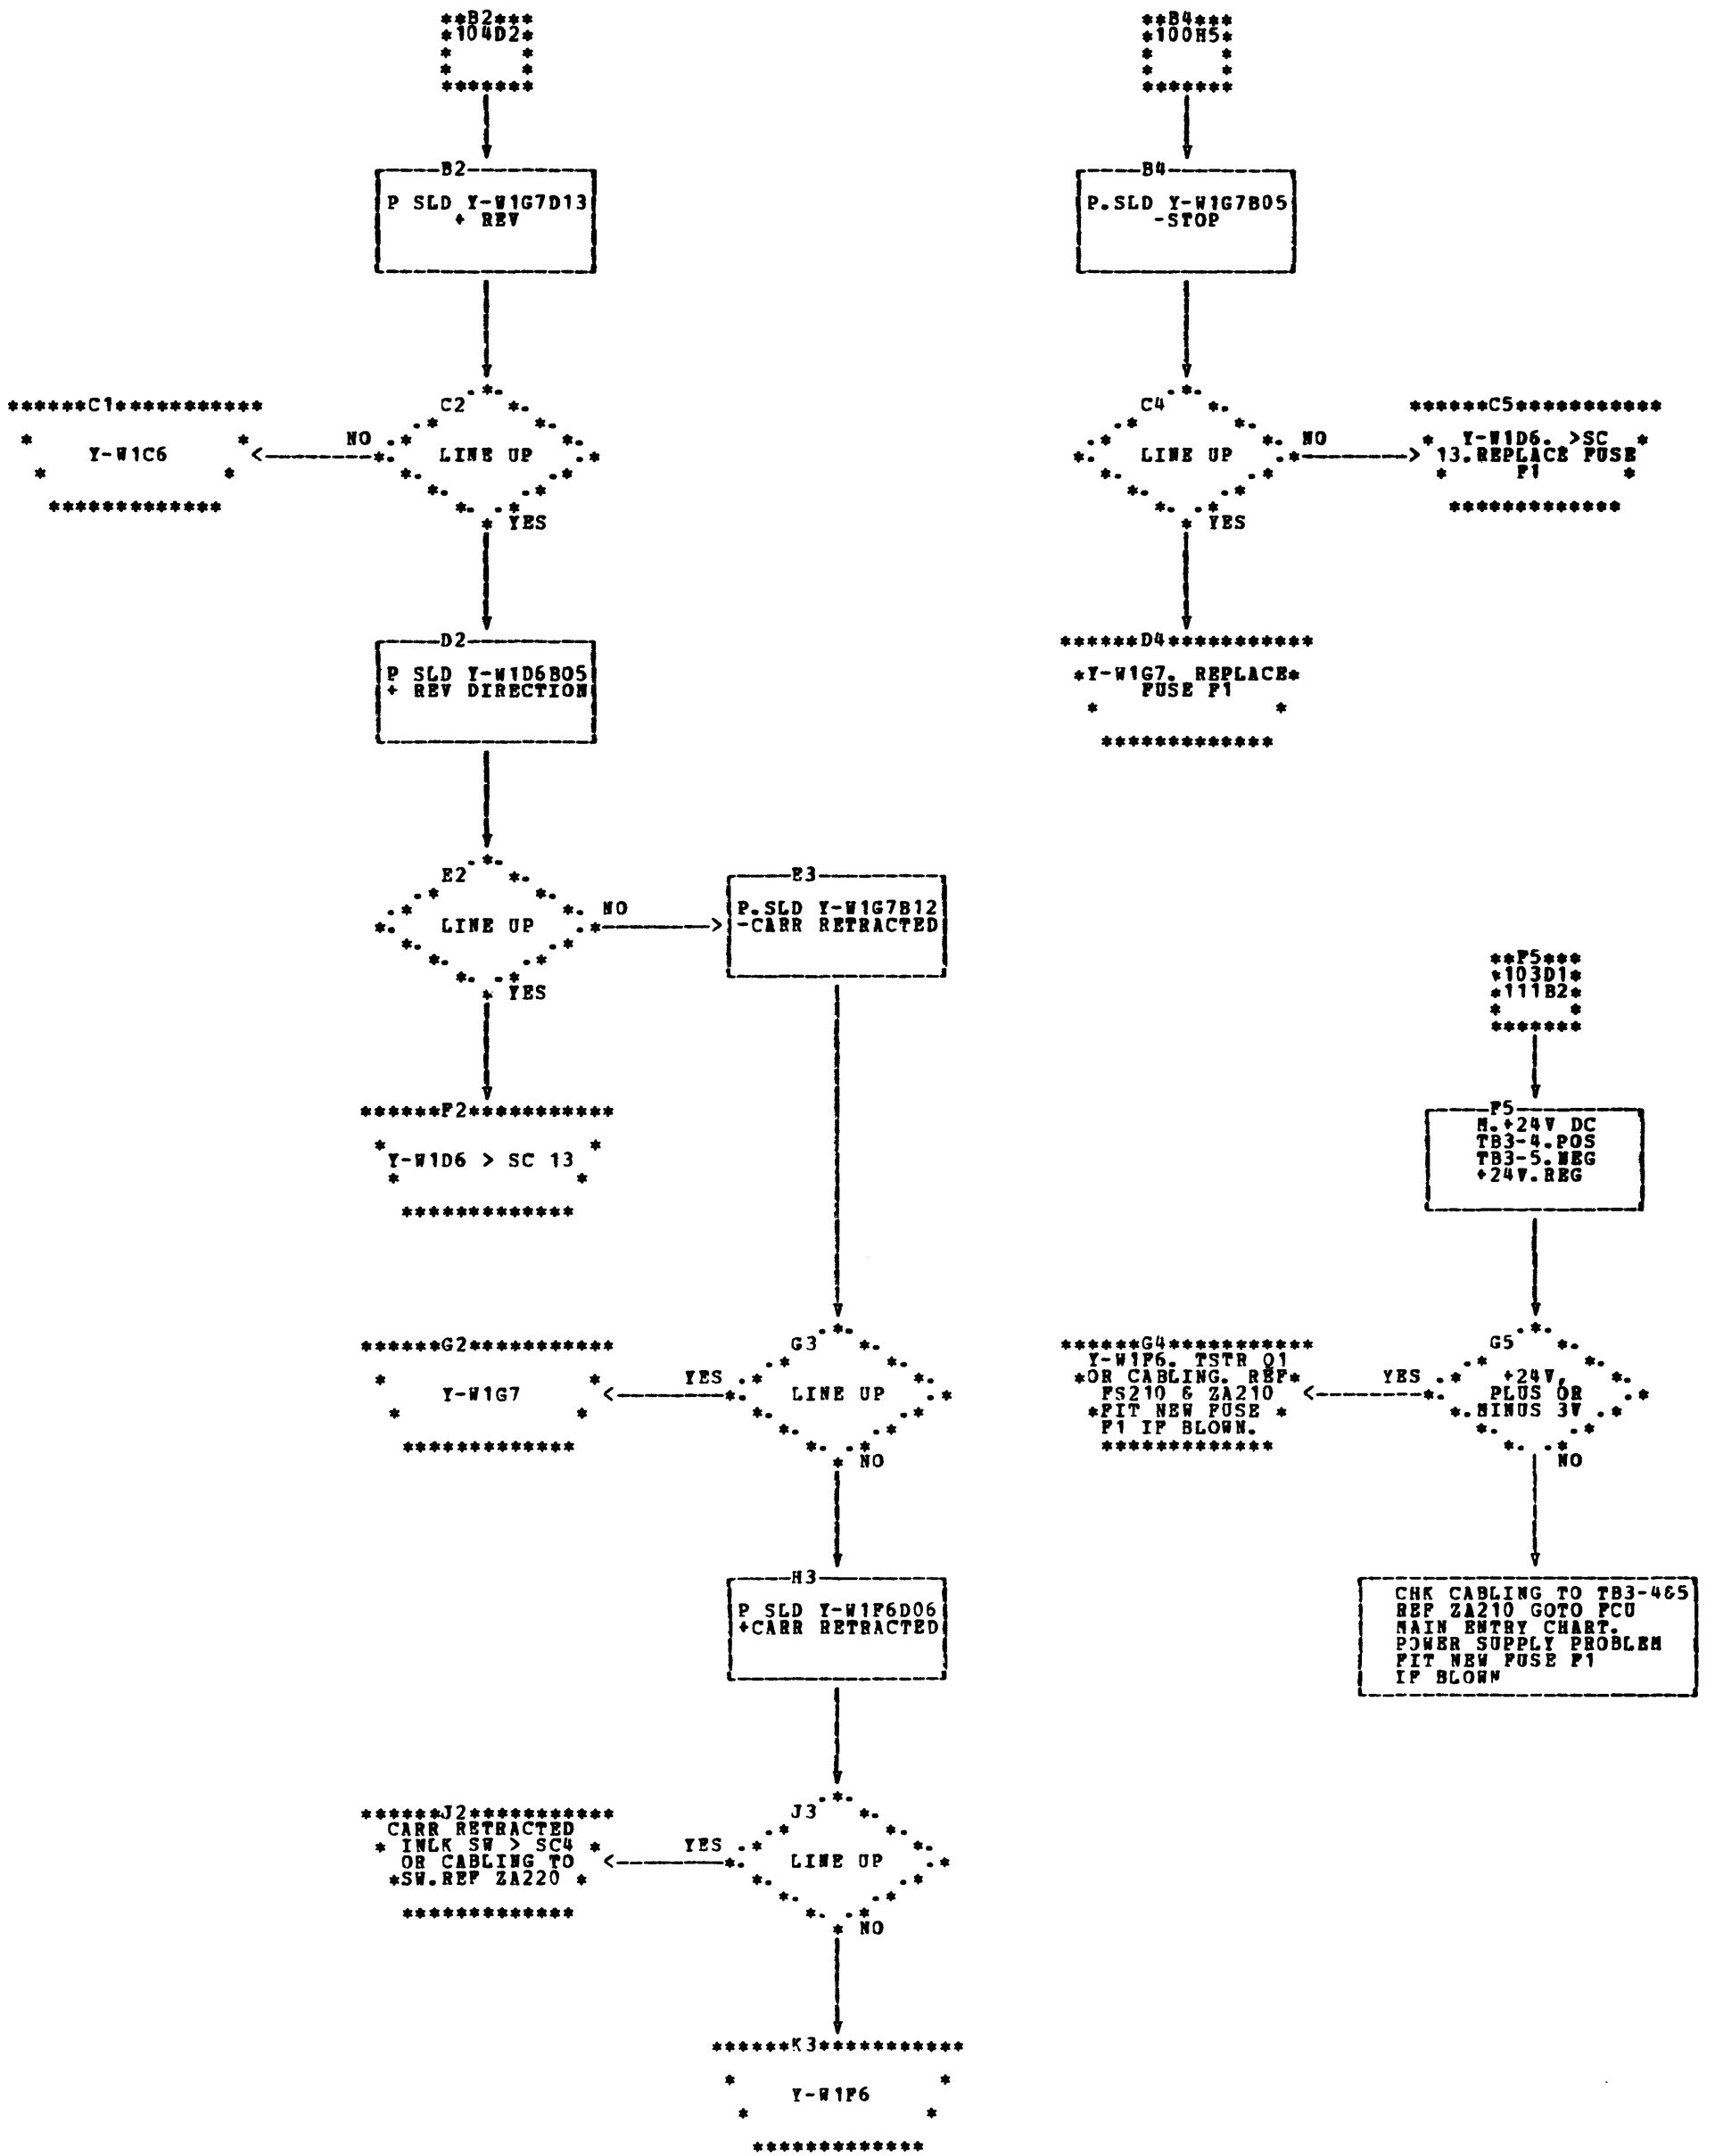 **B2***
*104D2*
* *
* *
*******
B2
P SLD Y-W1G7D13
+ REV
C2
LINE UP
NO
YES
******C1***********
* *
Y-W1C6
* *
*************
D2
P SLD Y-W1D6B05
+ REV DIRECTION
E2
LINE UP
NO
YES
******F2***********
* *
Y-W1D6 > SC 13
* *
*************
E3
P.SLD Y-W1G7B12
-CARR RETRACTED
G3
LINE UP
YES
NO
******G2***********
* *
Y-W1G7
* *
*************
H3
P SLD Y-W1F6D06
+CARR RETRACTED
J3
LINE UP
YES
NO
******J2***********
CARR RETRACTED
* INLK SW > SC4 *
OR CABLING TO
*SW.REF ZA220 *
*************
******K3***********
* *
Y-W1F6
* *
*************
**B4***
*100H5*
* *
* *
*******
B4
P.SLD Y-W1G7B05
-STOP
C4
LINE UP
NO
YES
******C5***********
* Y-W1D6. >SC *
13.REPLACE FUSE
* F1 *
*************
******D4***********
*Y-W1G7. REPLACE*
FUSE F1
* *
*************
**F5***
*103D1*
*111B2*
* *
*******
F5
M.+24V DC
TB3-4.POS
TB3-5.NEG
+24V.REG
G5
+24V,
PLUS OR
MINUS 3V
YES
NO
******G4***********
Y-W1F6. TSTR Q1
*OR CABLING. REF*
FS210 & ZA210
*FIT NEW FUSE *
F1 IF BLOWN.
*************
CHK CABLING TO TB3-4&5
REF ZA210 GOTO PCU
MAIN ENTRY CHART.
POWER SUPPLY PROBLEM
FIT NEW FUSE F1
IF BLOWN